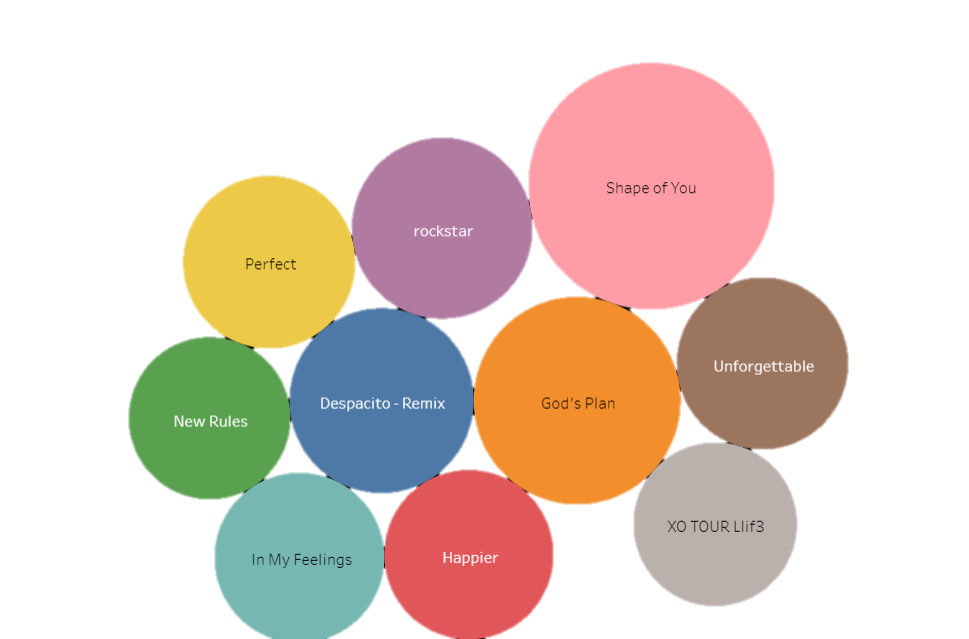 Shape of You
rockstar
Perfect
Unforgettable
Despacito - Remix
God's Plan
New Rules
XO TOUR Llif3
In My Feelings
Happier